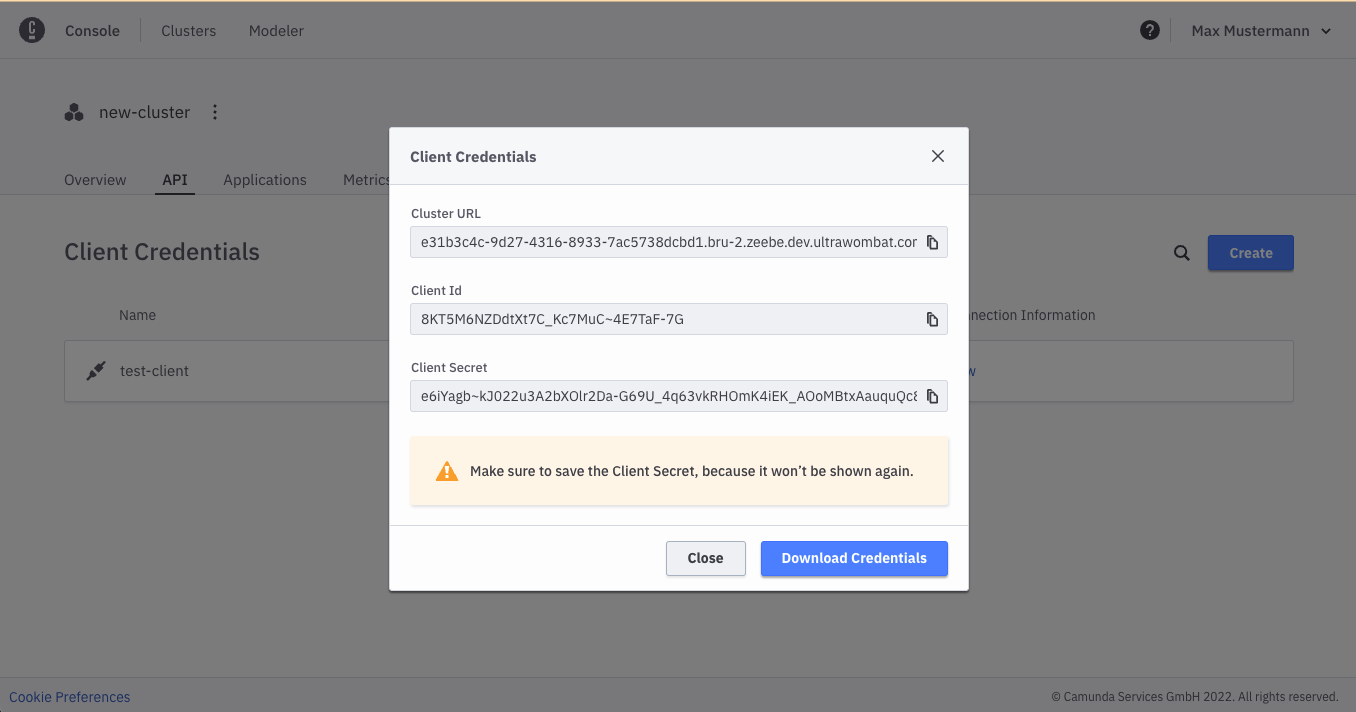 Console Clusters Modeler
Max Mustermann
new-cluster
Overview API Applications Metrics
Client Credentials
Create
Name
test-client
Client Credentials
Cluster URL
e31b3c4c-9d27-4316-8933-7ac5738dcbd1.bru-2.zeebe.dev.ultrawombat.cor
Client Id
8KT5M6NZDdtXt7C_Kc7MuC~4E7TaF-7G
Client Secret
e6iYagb~kJ022u3A2bXOlr2Da-G69U_4q63vkRHOmK4iEK_AOoMBtxAauquQc8
Make sure to save the Client Secret, because it won’t be shown again.
Close Download Credentials
Information
Cookie Preferences
© Camunda Services GmbH 2022. All rights reserved.